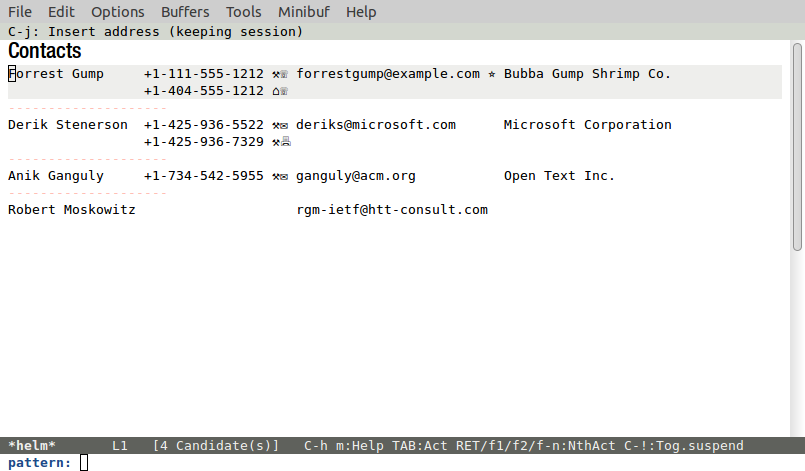 File Edit Options Buffers Tools Minibuf Help
C-j: Insert address (keeping session)
Contacts
Forrest Gump +1-111-555-1212 ⚒☏ forrestgump@example.com ⭐ Bubba Gump Shrimp Co.
+1-404-555-1212 ⌂☏
--------------------
Derik Stenerson +1-425-936-5522 ⚒✉ deriks@microsoft.com Microsoft Corporation
+1-425-936-7329 ⚒🖷
--------------------
Anik Ganguly +1-734-542-5955 ⚒✉ ganguly@acm.org Open Text Inc.
--------------------
Robert Moskowitz rgm-ietf@htt-consult.com
*helm* L1 [4 Candidate(s)] C-h m:Help TAB:Act RET/f1/f2/f-n:NthAct C-!:Tog.suspend
pattern: